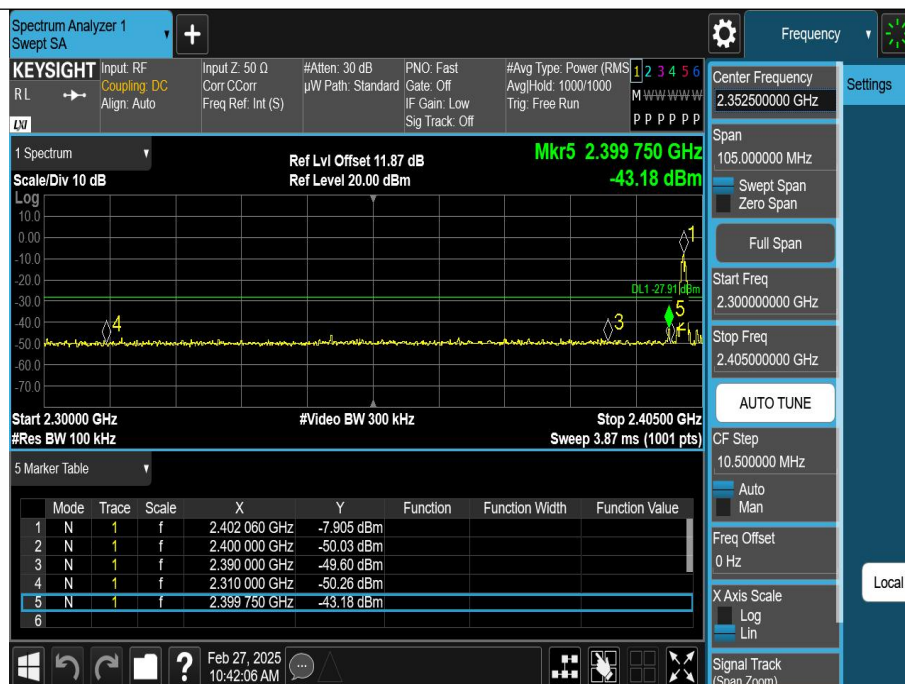 Spectrum Analyzer 1
Swept SA
Frequency
KEYSIGHT
RL
LXI
Input: RF
Coupling: DC
Align: Auto
Input Z: 50 Ω
Corr CCorr
Freq Ref: Int (S)
#Atten: 30 dB
µW Path: Standard
PNO: Fast
Gate: Off
IF Gain: Low
Sig Track: Off
#Avg Type: Power (RMS
Avg|Hold: 1000/1000
Trig: Free Run
1 2 3 4 5 6
M W W W W W
P P P P P P
1 Spectrum
Scale/Div 10 dB
Ref Lvl Offset 11.87 dB
Ref Level 20.00 dBm
Mkr5 2.399 750 GHz
-43.18 dBm
Log
10.0
0.00
-10.0
-20.0
-30.0
-40.0
-50.0
-60.0
-70.0
1
DL1 -27.91 dBm
5
3
4
Start 2.30000 GHz
#Res BW 100 kHz
#Video BW 300 kHz
Stop 2.40500 GHz
Sweep 3.87 ms (1001 pts)
5 Marker Table
Mode Trace Scale X Y Function Function Width Function Value
1 N 1 f 2.402 060 GHz -7.905 dBm
2 N 1 f 2.400 000 GHz -50.03 dBm
3 N 1 f 2.390 000 GHz -49.60 dBm
4 N 1 f 2.310 000 GHz -50.26 dBm
5 N 1 f 2.399 750 GHz -43.18 dBm
6
Feb 27, 2025
10:42:06 AM
?
Center Frequency
2.352500000 GHz
Settings
Span
105.000000 MHz
Swept Span
Zero Span
Full Span
Start Freq
2.300000000 GHz
Stop Freq
2.405000000 GHz
AUTO TUNE
CF Step
10.500000 MHz
Auto
Man
Freq Offset
0 Hz
Local
X Axis Scale
Log
Lin
Signal Track
(Span Zoom)